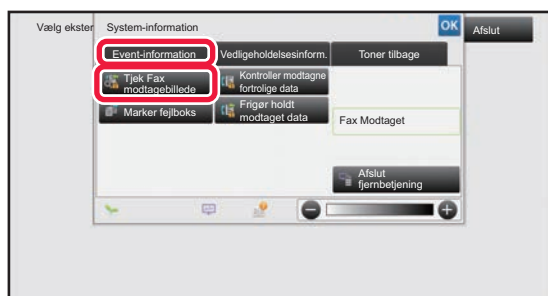 Vælg ekster
System-information
OK
Afslut
Event-information
Vedligeholdelsesinform.
Toner tilbage
Tjek Fax
modtagebillede
Kontroller modtagne
fortrolige data
Marker fejlboks
Frigør holdt
modtaget data
Fax Modtaget
Afslut
fjernbetjening